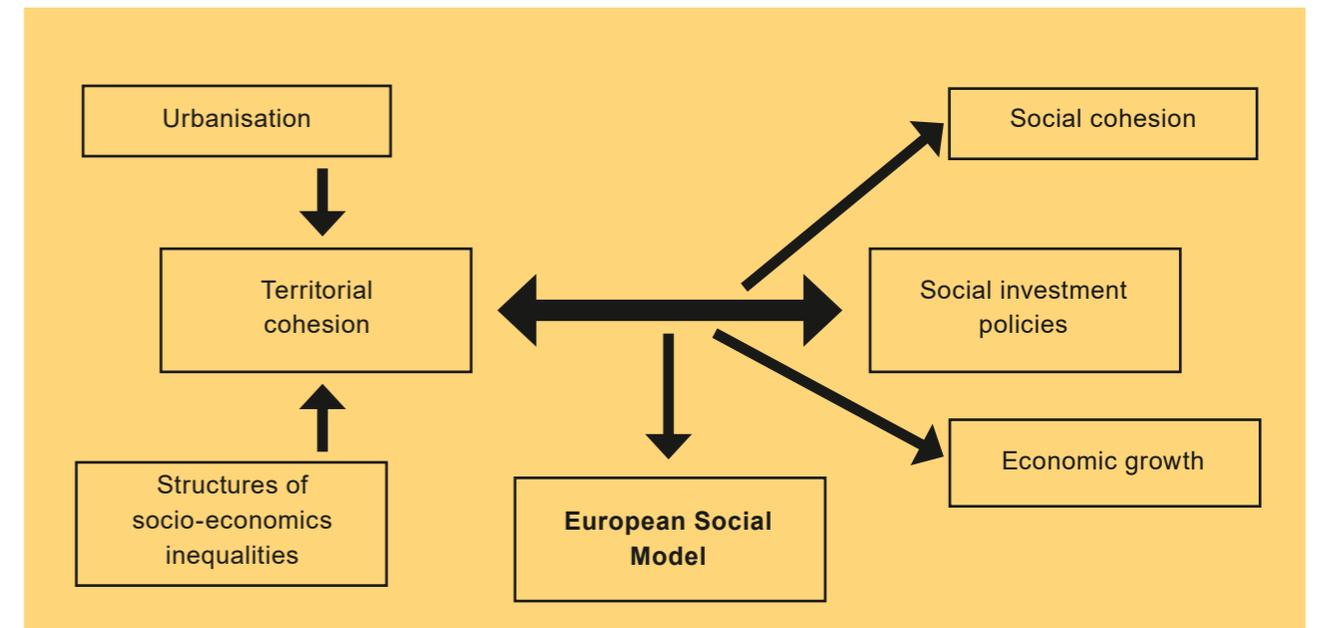 Urbanisation
Social cohesion
Territorial
cohesion
Social investment
policies
Structures of
socio-economics
inequalities
European Social
Model
Economic growth